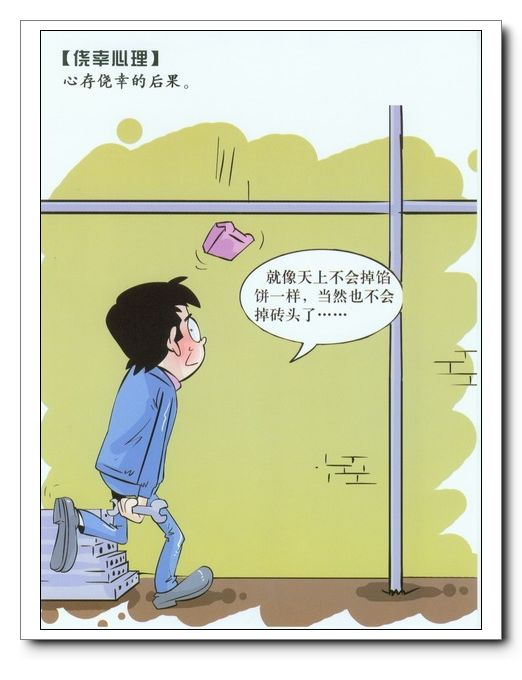 【侥幸心理】
心存侥幸的后果。
就像天上不会掉馅
饼一样，当然也不会
掉砖头了……